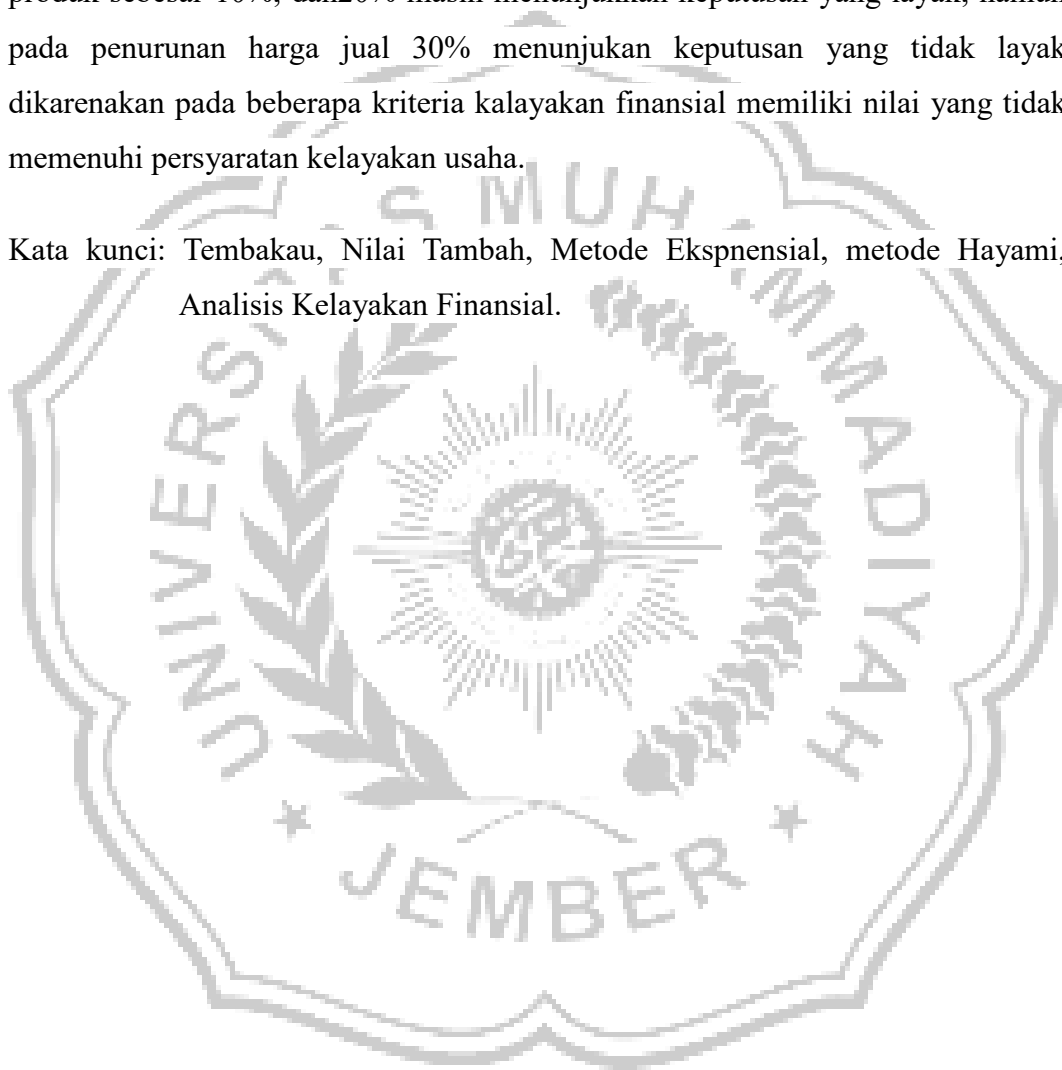 produk sebesar 10%, dan20% masih menunjukkan keputusan yang layak, namun
pada penurunan harga jual 30% menunjukan keputusan yang tidak layak
dikarenakan pada beberapa kriteria kalayakan finansial memiliki nilai yang tidak
memenuhi persyaratan kelayakan usaha.
Kata kunci: Tembakau, Nilai Tambah, Metode Ekspnensial, metode Hayami,
Analisis Kelayakan Finansial.
UNIVERSITAS MUHAMMADIYAH
JEMBER